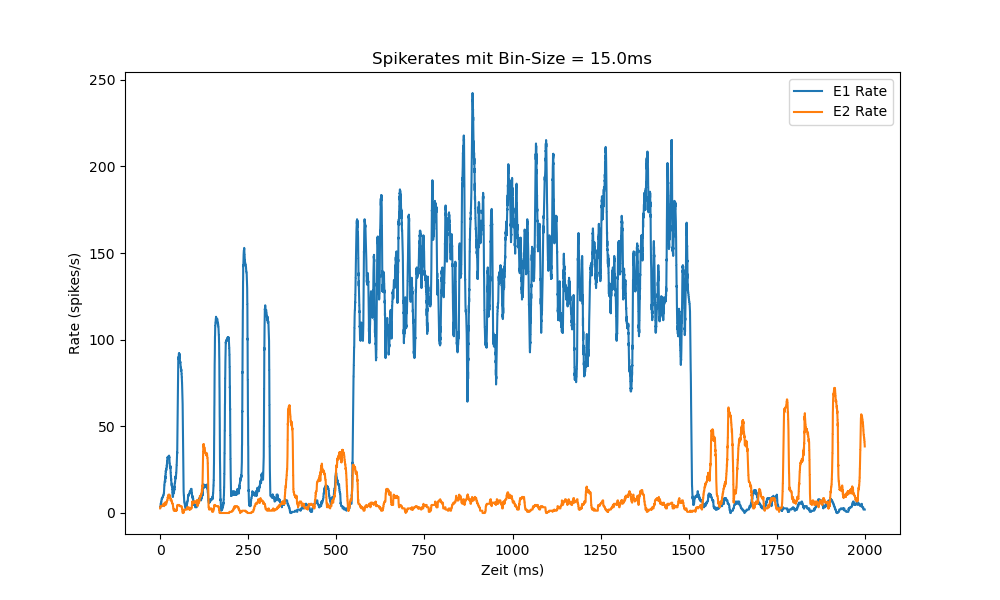 Spikerates mit Bin-Size = 15.0ms
E1 Rate
E2 Rate
Rate (spikes/s)
250
200
150
100
50
0
0 250 500 750 1000 1250 1500 1750 2000
Zeit (ms)